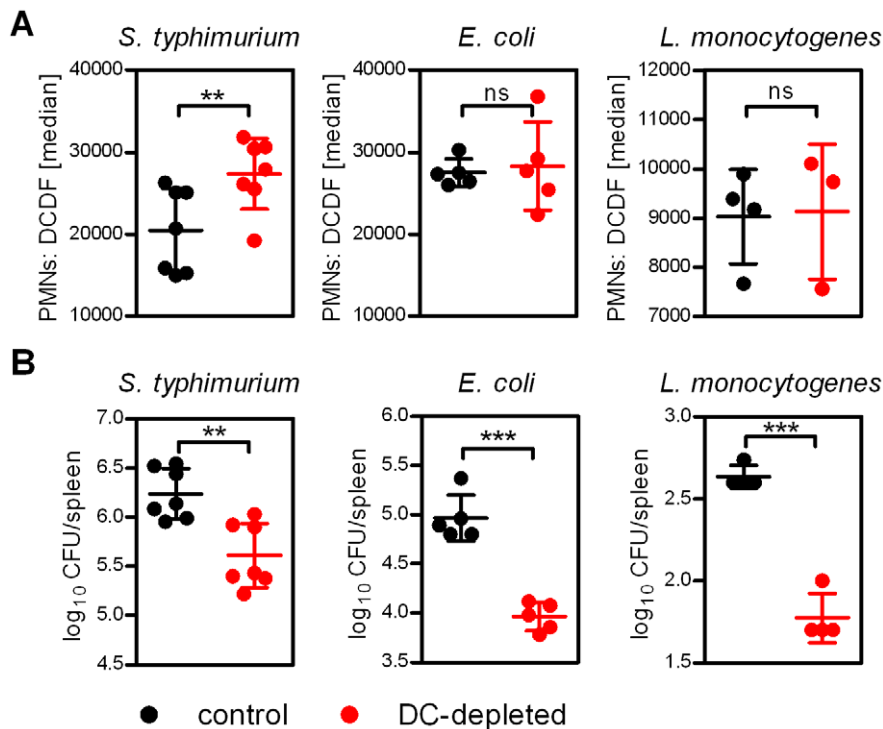 A
S. typhimurium
E. coli
L. monocytogenes
PMNs: DCDF [median]
40000
30000
20000
10000
**
PMNs: DCDF [median]
40000
30000
20000
10000
ns
PMNs: DCDF [median]
12000
11000
10000
9000
8000
7000
ns
B
S. typhimurium
E. coli
L. monocytogenes
log10 CFU/spleen
7.0
6.5
6.0
5.5
5.0
4.5
**
log10 CFU/spleen
6.0
5.5
5.0
4.5
4.0
3.5
***
log10 CFU/spleen
3.0
2.5
2.0
1.5
***
control
DC-depleted